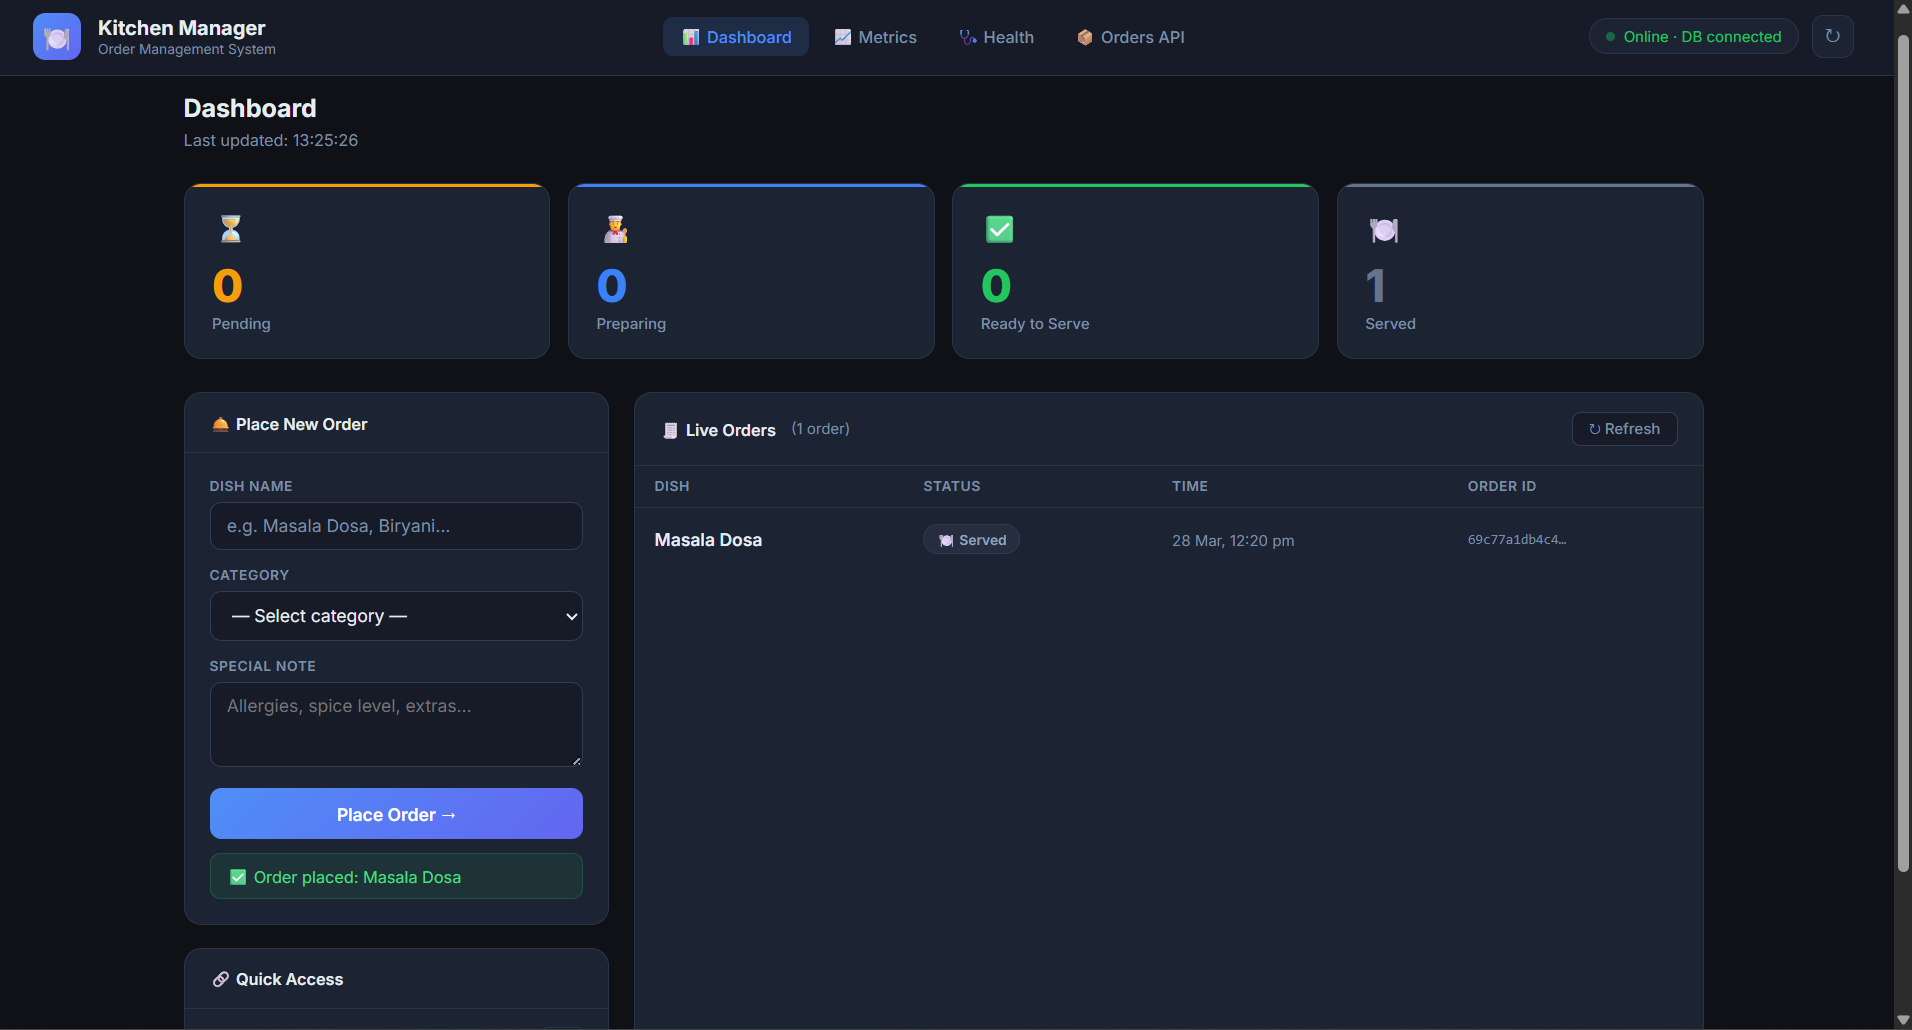 Kitchen Manager
Order Management System
Dashboard
Metrics
Health
Orders API
Online · DB connected
Dashboard
Last updated: 13:25:26
0
Pending
0
Preparing
0
Ready to Serve
1
Served
Place New Order
DISH NAME
e.g. Masala Dosa, Biryani...
CATEGORY
— Select category —
SPECIAL NOTE
Allergies, spice level, extras...
Place Order →
Order placed: Masala Dosa
Quick Access
Live Orders (1 order)
↻ Refresh
DISH STATUS TIME ORDER ID
Masala Dosa Served 28 Mar, 12:20 pm 69c77a1db4c4…